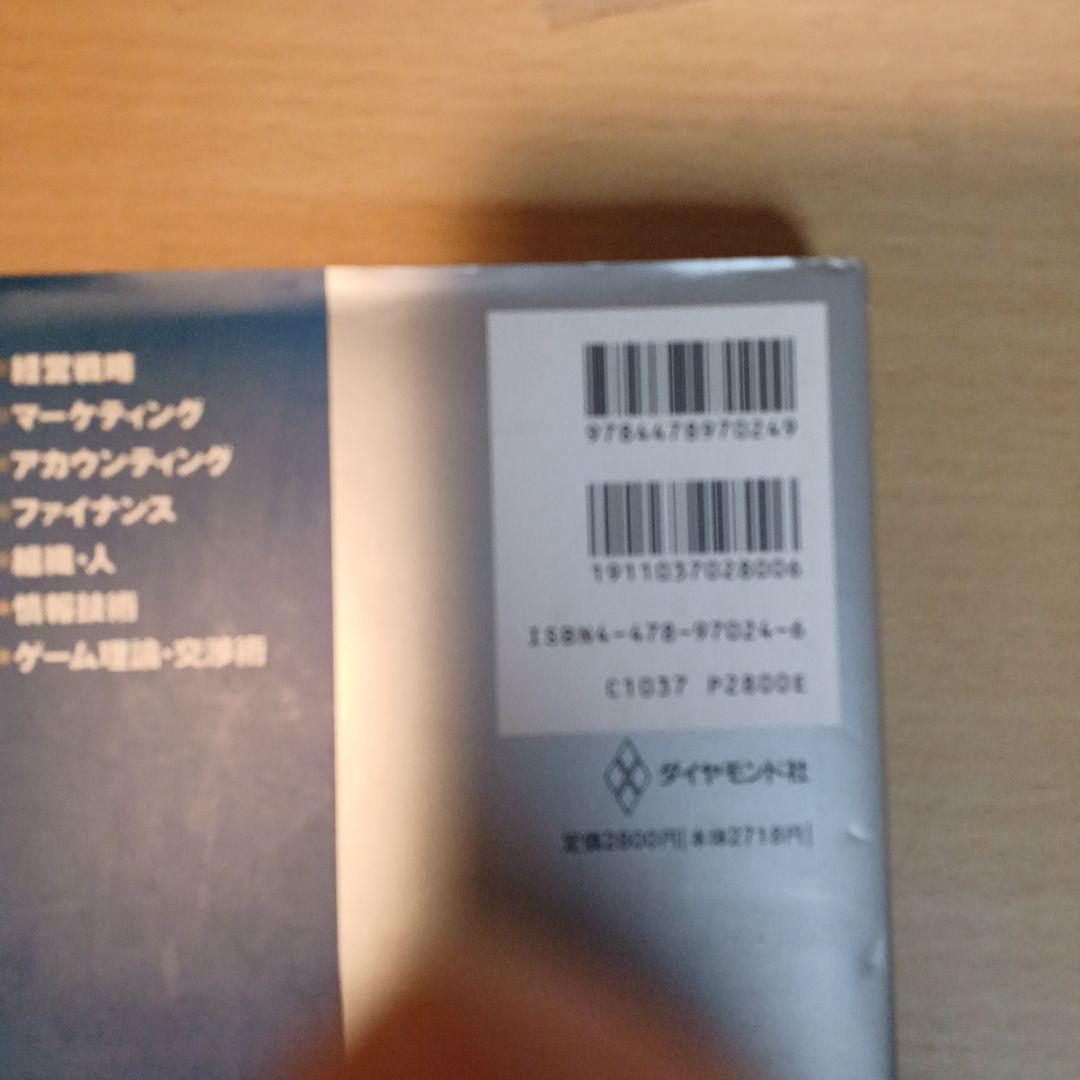 経営戦略
マーケティング
アカウンティング
ファイナンス
組織・人
情報技術
ゲーム理論・交渉術
9784478970249
1911037028006
ISBN4-478-97024-6
C1037 P2800E
ダイヤモンド社
定価2800円[本体2718円]